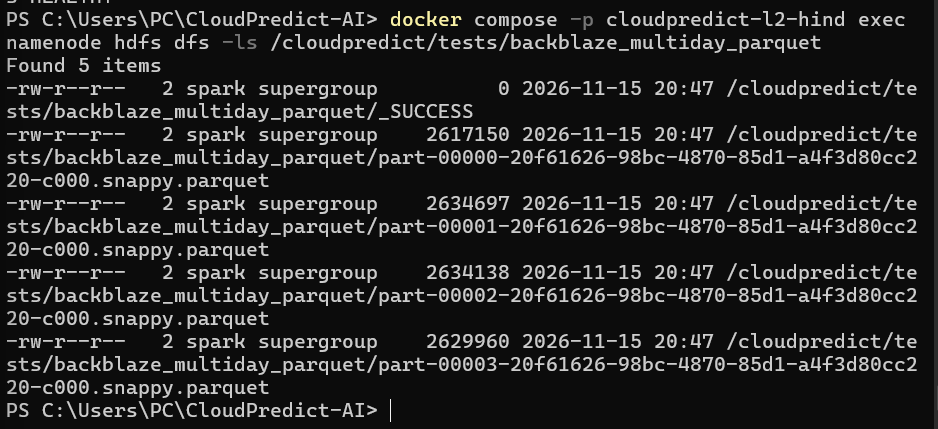 PS C:\Users\PC\CloudPredict-AI> docker compose -p cloudpredict-l2-hind exec
namenode hdfs dfs -ls /cloudpredict/tests/backblaze_multiday_parquet
Found 5 items
-rw-r--r--   2 spark supergroup          0 2026-11-15 20:47 /cloudpredict/te
sts/backblaze_multiday_parquet/_SUCCESS
-rw-r--r--   2 spark supergroup    2617150 2026-11-15 20:47 /cloudpredict/te
sts/backblaze_multiday_parquet/part-00000-20f61626-98bc-4870-85d1-a4f3d80cc2
20-c000.snappy.parquet
-rw-r--r--   2 spark supergroup    2634697 2026-11-15 20:47 /cloudpredict/te
sts/backblaze_multiday_parquet/part-00001-20f61626-98bc-4870-85d1-a4f3d80cc2
20-c000.snappy.parquet
-rw-r--r--   2 spark supergroup    2634138 2026-11-15 20:47 /cloudpredict/te
sts/backblaze_multiday_parquet/part-00002-20f61626-98bc-4870-85d1-a4f3d80cc2
20-c000.snappy.parquet
-rw-r--r--   2 spark supergroup    2629960 2026-11-15 20:47 /cloudpredict/te
sts/backblaze_multiday_parquet/part-00003-20f61626-98bc-4870-85d1-a4f3d80cc2
20-c000.snappy.parquet
PS C:\Users\PC\CloudPredict-AI>